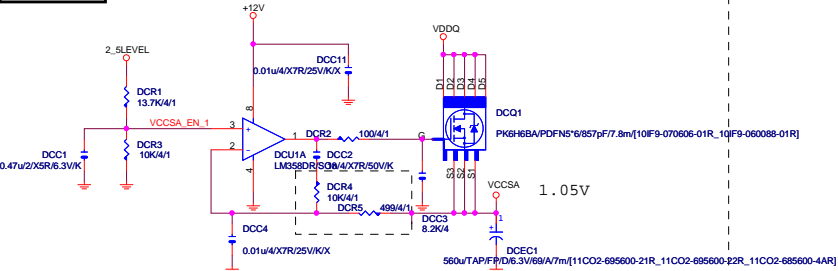 +12V
VDDQ
2_5LEVEL
DCC11
0.01u/4/X7R/25V/K/X
D1
D2
D3
D4
D5
DCR1
13.7K/4/1
8
DCQ1
VCCSA_EN_1
3
+
1
DCR2
100/4/1
G
PK6H6BA/PDFN5*6/857pF/7.8m/[10IF9-070606-01R_10IF9-060088-01R]
2
-
DCR3
10K/4/1
DCC1
0.47u/2/X5R/6.3V/K
4
DCU1A
LM358DR/SO8
DCC2
1n/4/X7R/50V/K
S3
S2
S1
DCR4
10K/4/1
VCCSA
1.05V
DCR5
499/4/1
DCC3
8.2K/4
DCC4
0.01u/4/X7R/25V/K/X
1
+
DCEC1
560u/TAP/FP/D/6.3V/69/A/7m/[11CO2-695600-21R_11CO2-695600-22R_11CO2-685600-4AR]